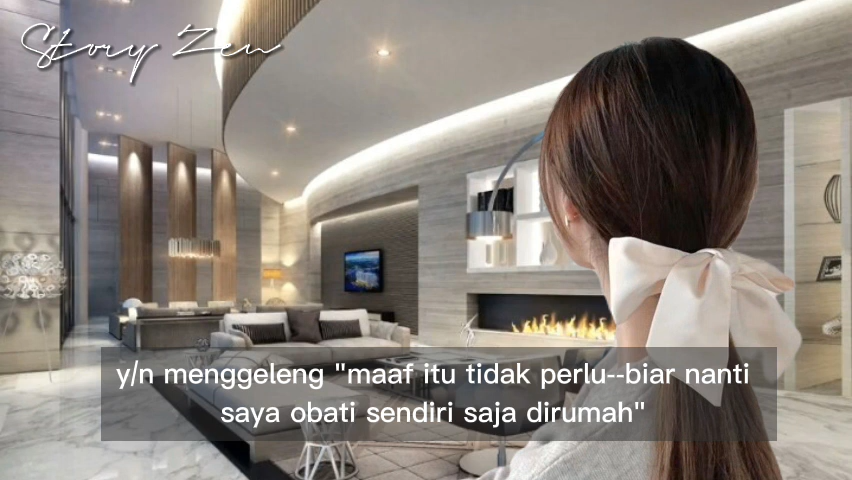 Story Zen
y/n menggeleng "maaf itu tidak perlu--biar nanti
saya obati sendiri saja dirumah"